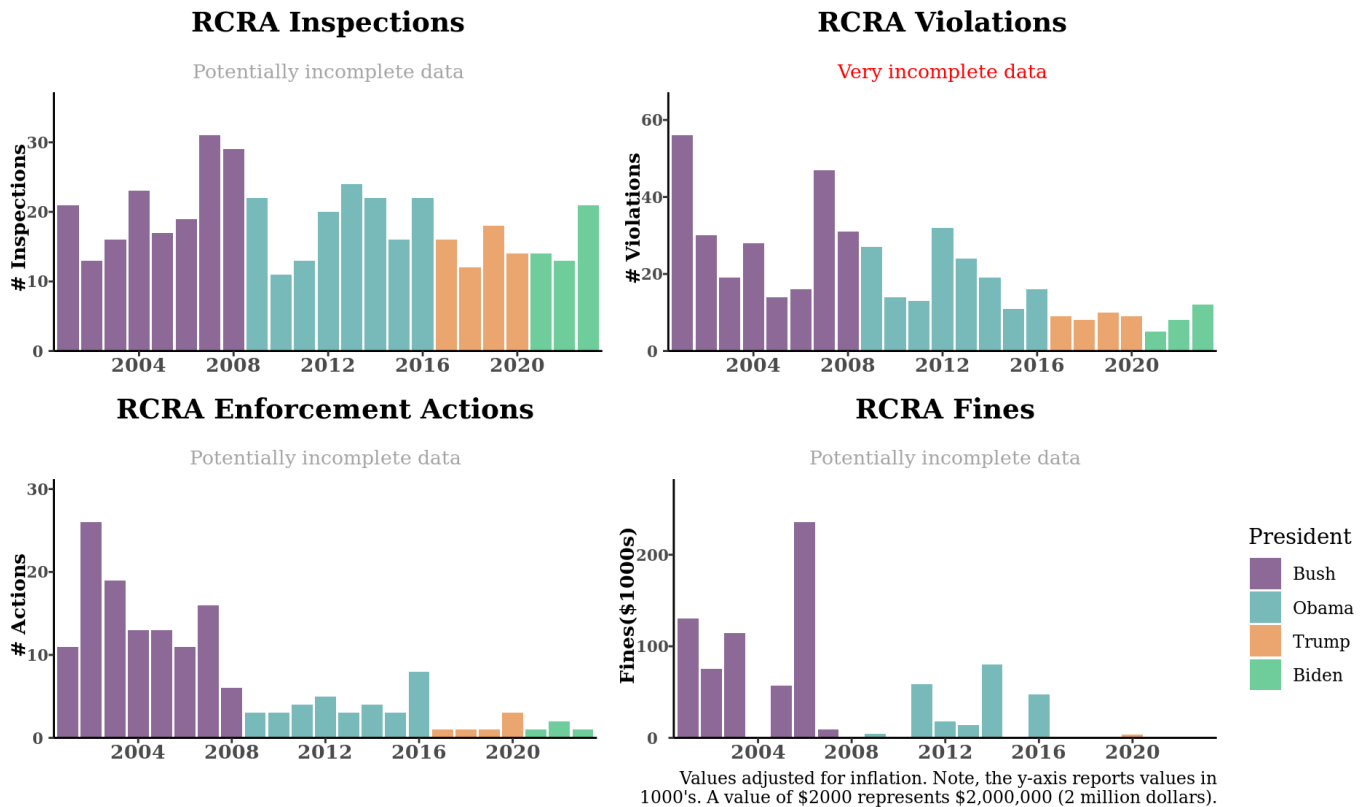 RCRA Inspections
Potentially incomplete data
# Inspections
30
20
10
0
2004 2008 2012 2016 2020
RCRA Violations
Very incomplete data
# Violations
60
40
20
0
2004 2008 2012 2016 2020
RCRA Enforcement Actions
Potentially incomplete data
# Actions
30
20
10
0
2004 2008 2012 2016 2020
RCRA Fines
Potentially incomplete data
Fines($1000s)
200
100
0
2004 2008 2012 2016 2020
President
Bush
Obama
Trump
Biden
Values adjusted for inflation. Note, the y-axis reports values in
1000's. A value of $2000 represents $2,000,000 (2 million dollars).